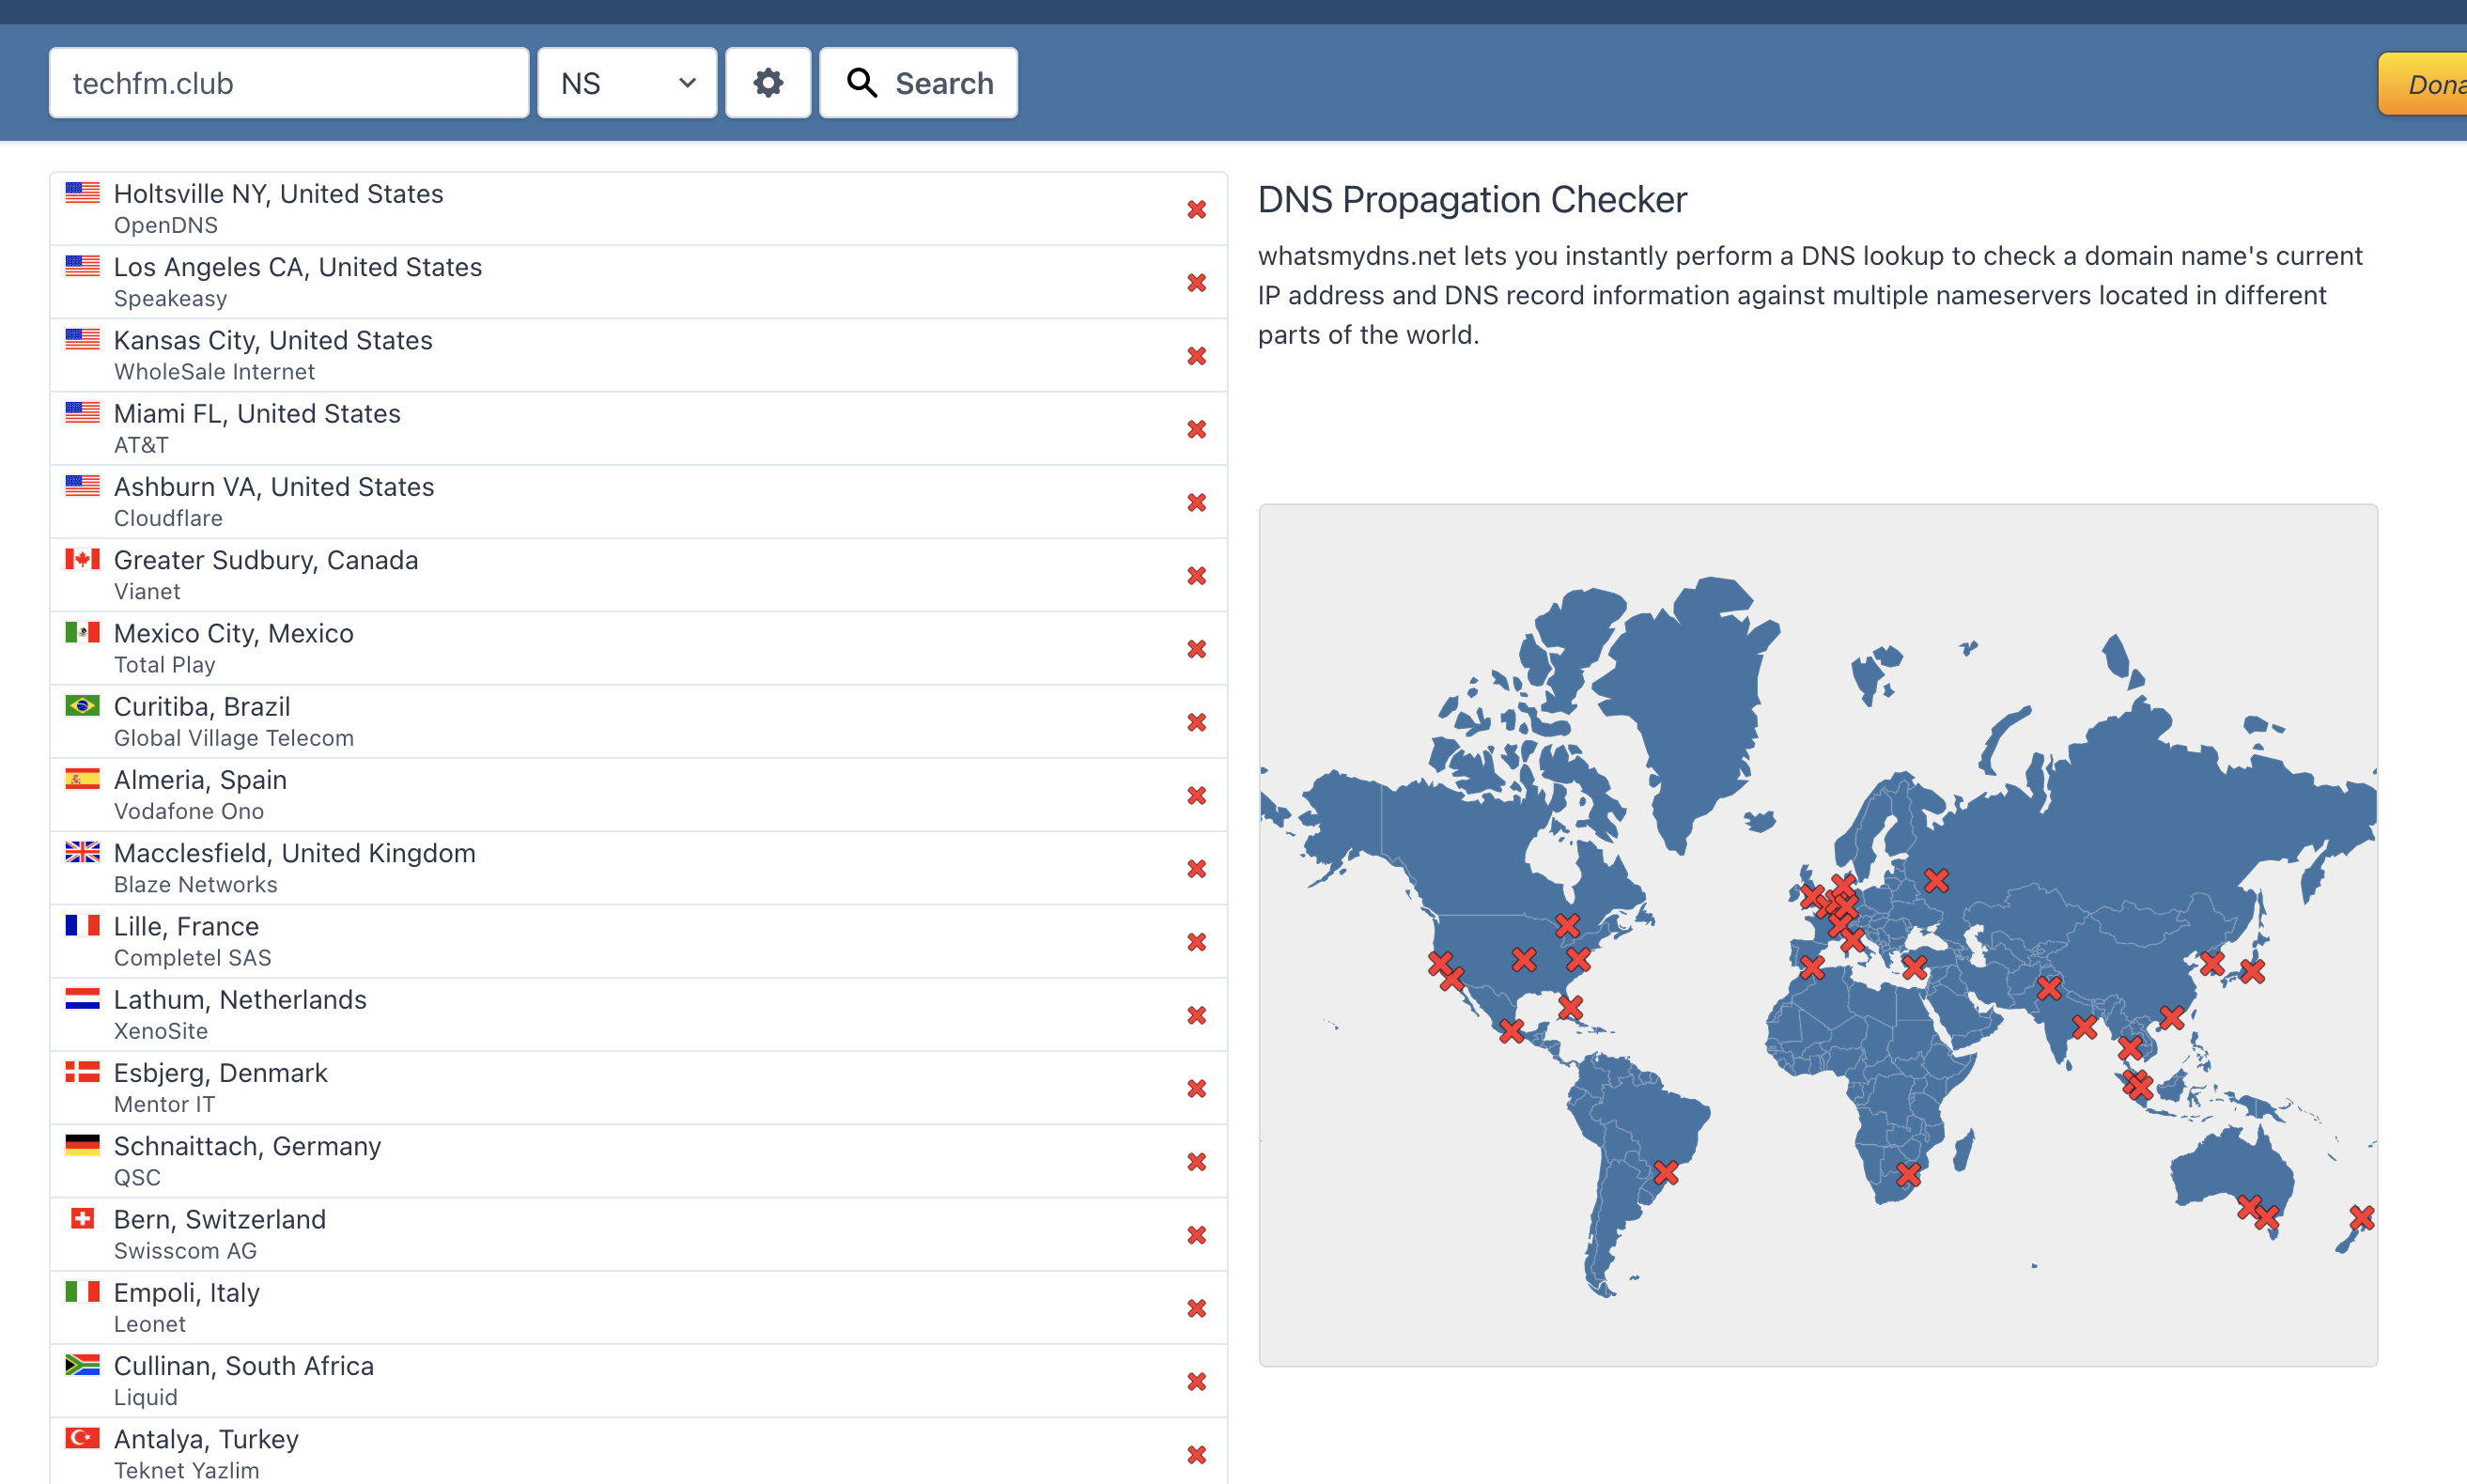 techfm.club
NS
Search
Dona
Holtsville NY, United States
OpenDNS
Los Angeles CA, United States
Speakeasy
Kansas City, United States
WholeSale Internet
Miami FL, United States
AT&T
Ashburn VA, United States
Cloudflare
Greater Sudbury, Canada
Vianet
Mexico City, Mexico
Total Play
Curitiba, Brazil
Global Village Telecom
Almeria, Spain
Vodafone Ono
Macclesfield, United Kingdom
Blaze Networks
Lille, France
Completel SAS
Lathum, Netherlands
XenoSite
Esbjerg, Denmark
Mentor IT
Schnaittach, Germany
QSC
Bern, Switzerland
Swisscom AG
Empoli, Italy
Leonet
Cullinan, South Africa
Liquid
Antalya, Turkey
Teknet Yazlim
DNS Propagation Checker
whatsmydns.net lets you instantly perform a DNS lookup to check a domain name's current
IP address and DNS record information against multiple nameservers located in different
parts of the world.